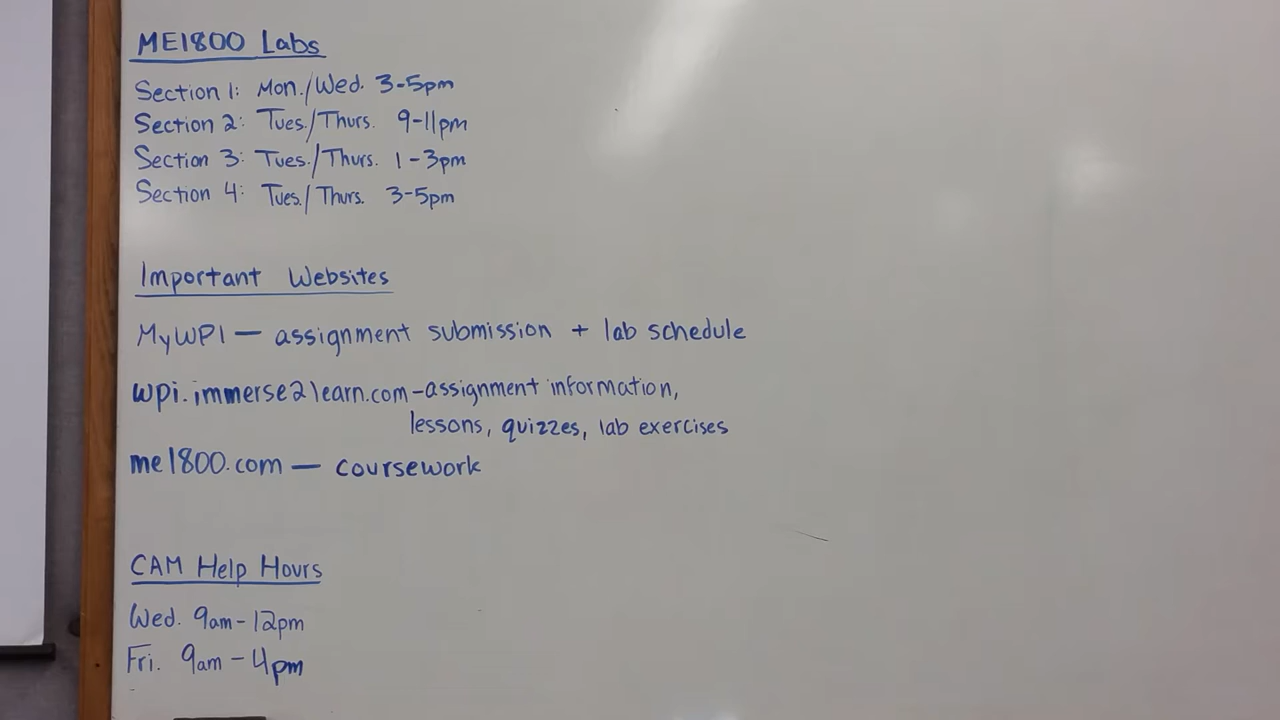 ME1800 Labs
Section 1: Mon./Wed. 3-5pm
Section 2: Tues./Thurs. 9-11pm
Section 3: Tues./Thurs. 1-3pm
Section 4: Tues./Thurs. 3-5pm
Important Websites
MyWPI — assignment submission + lab schedule
wpi.immerse2learn.com - assignment information,
lessons, quizzes, lab exercises
me1800.com — coursework
CAM Help Hours
Wed. 9am-12pm
Fri. 9am-4pm